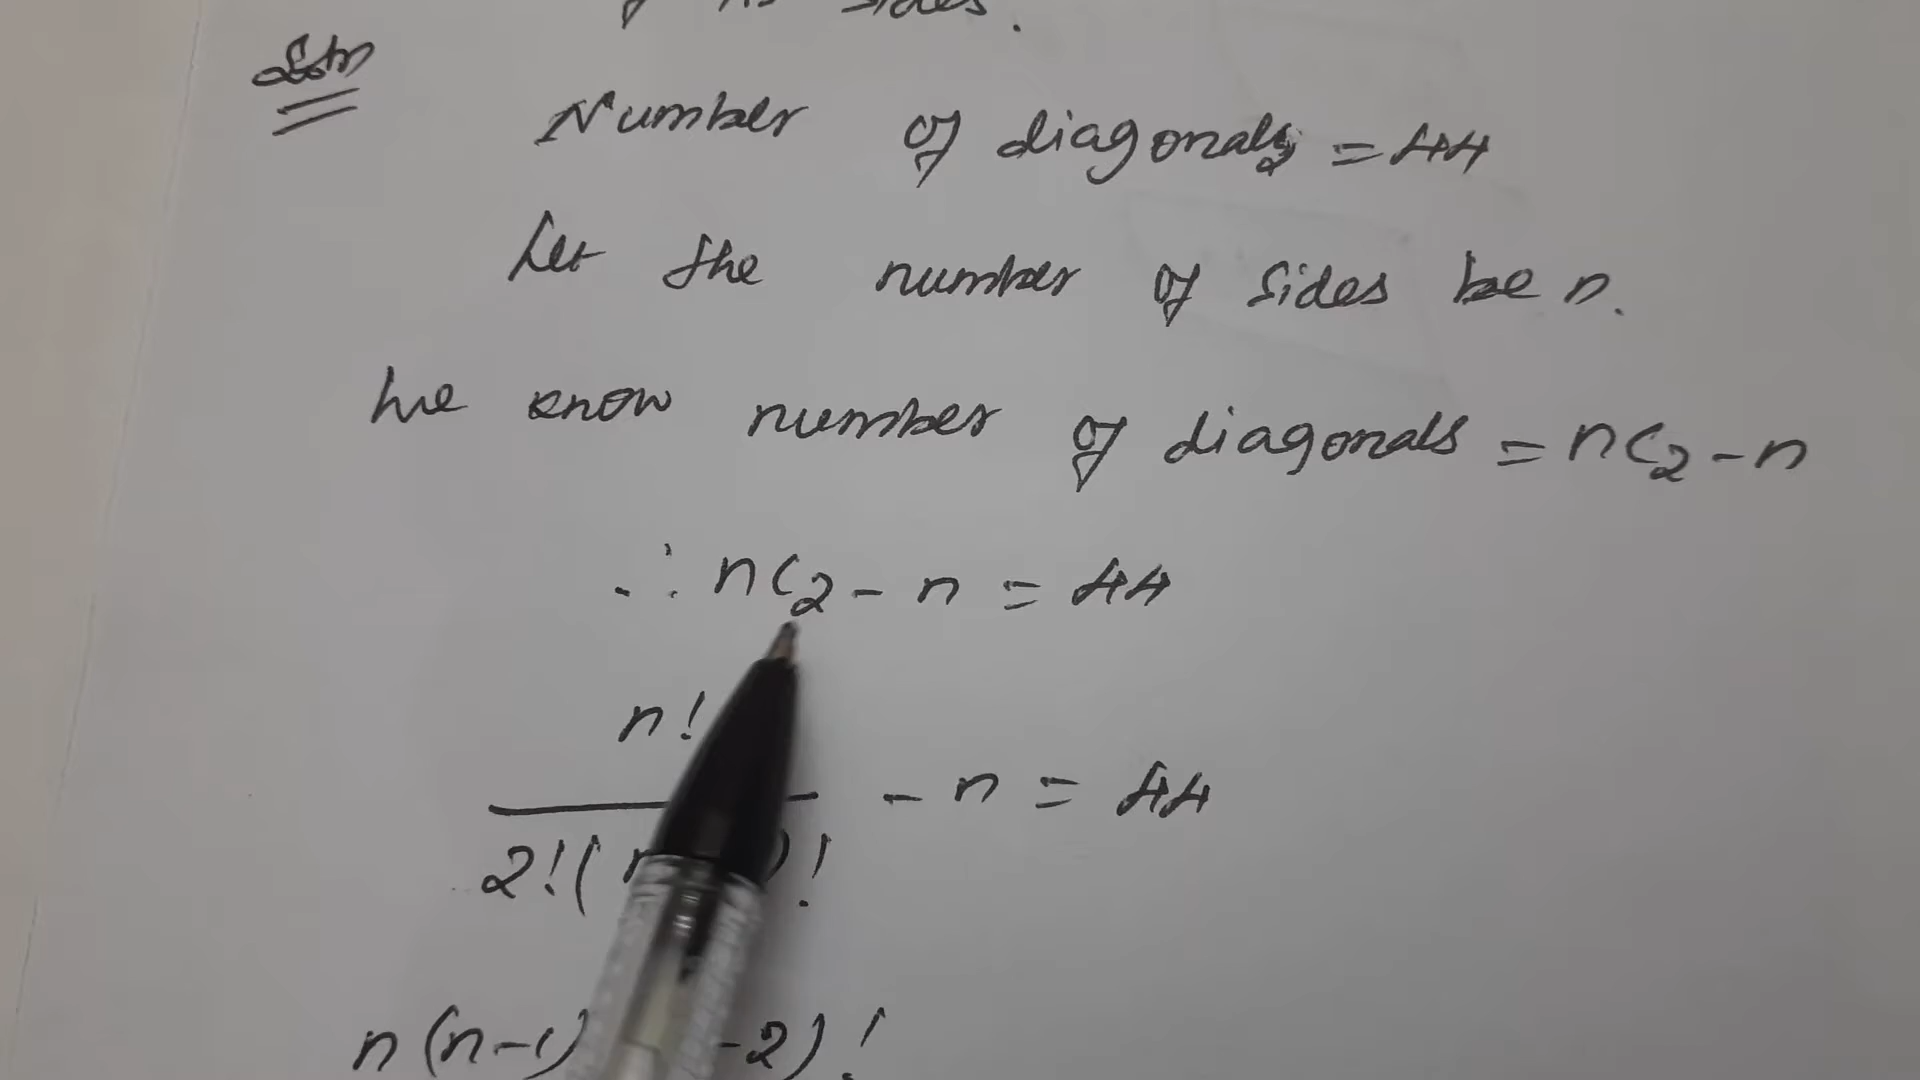 sides.
Soln
Number of diagonals = 44
Let the number of sides be n.
We know number of diagonals = nC2 - n
∴ nC2 - n = 44
n!
- n = 44
2!( )!
n(n-1) -2)!